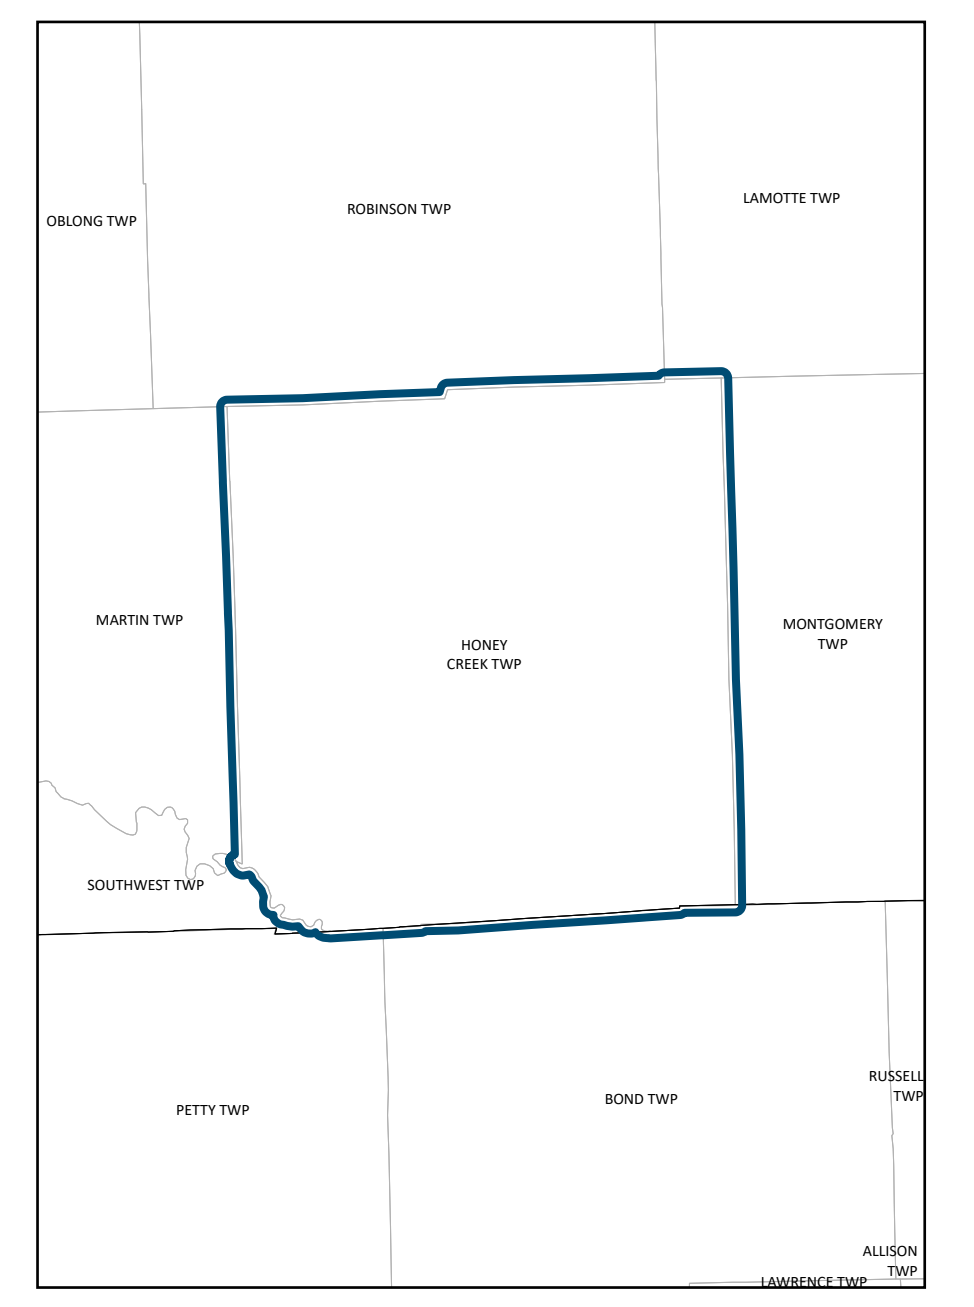 LAMOTTE TWP
ROBINSON TWP
OBLONG TWP
MARTIN TWP
MONTGOMERY
TWP
HONEY
CREEK TWP
SOUTHWEST TWP
RUSSELL
TWP
BOND TWP
PETTY TWP
ALLISON
TWP
LAWRENCE TWP